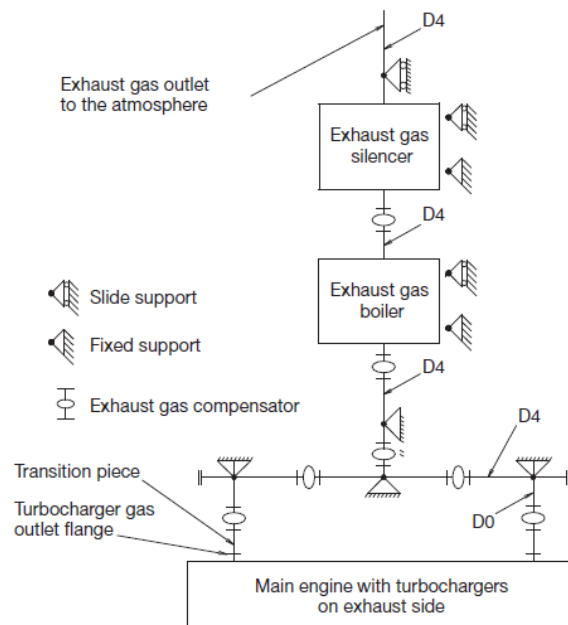 D4
Exhaust gas outlet
to the atmosphere
Exhaust gas
silencer
D4
Exhaust gas
boiler
Slide support
Fixed support
Exhaust gas compensator
D4
D4
Transition piece
Turbocharger gas
outlet flange
D0
Main engine with turbochargers
on exhaust side